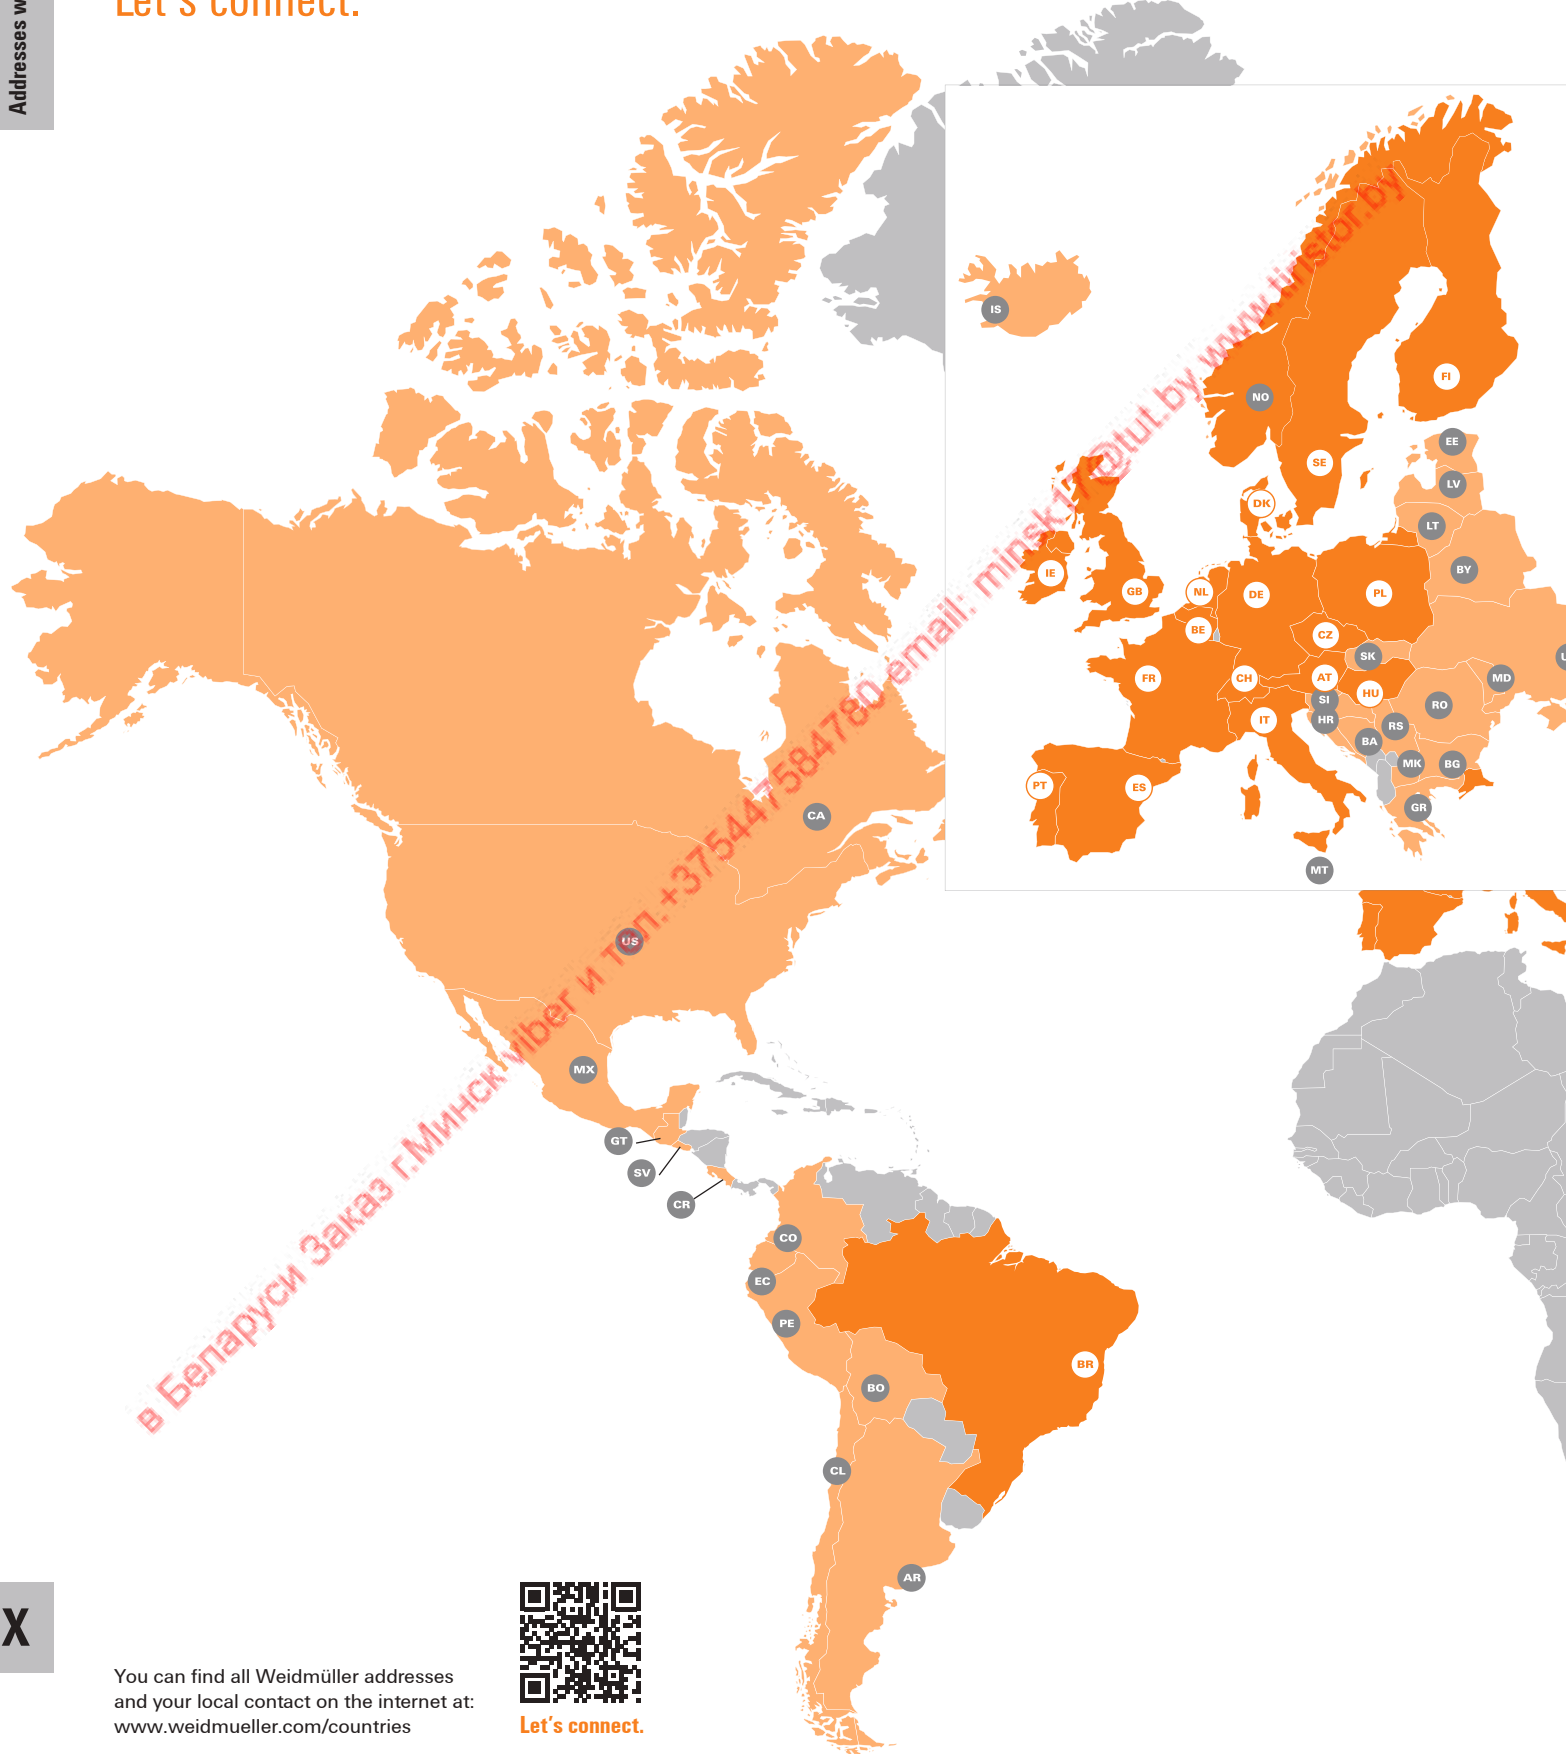 Let's connect.
Addresses w
IS
NO
FI
SE
EE
LV
DK
LT
BY
IE
GB
NL
DE
PL
BE
CZ
SK
U
FR
CH
AT
HU
MD
SI
RO
IT
HR
RS
BA
MK
BG
PT
ES
GR
MT
CA
US
MX
GT
SV
CR
CO
EC
PE
BR
BO
CL
AR
в Беларуси Заказ г.Минск viber и тел.+375447584780 email: minsk17@tut.by www.tiristor.by
X
You can find all Weidmüller addresses
and your local contact on the internet at:
www.weidmueller.com/countries
Let's connect.